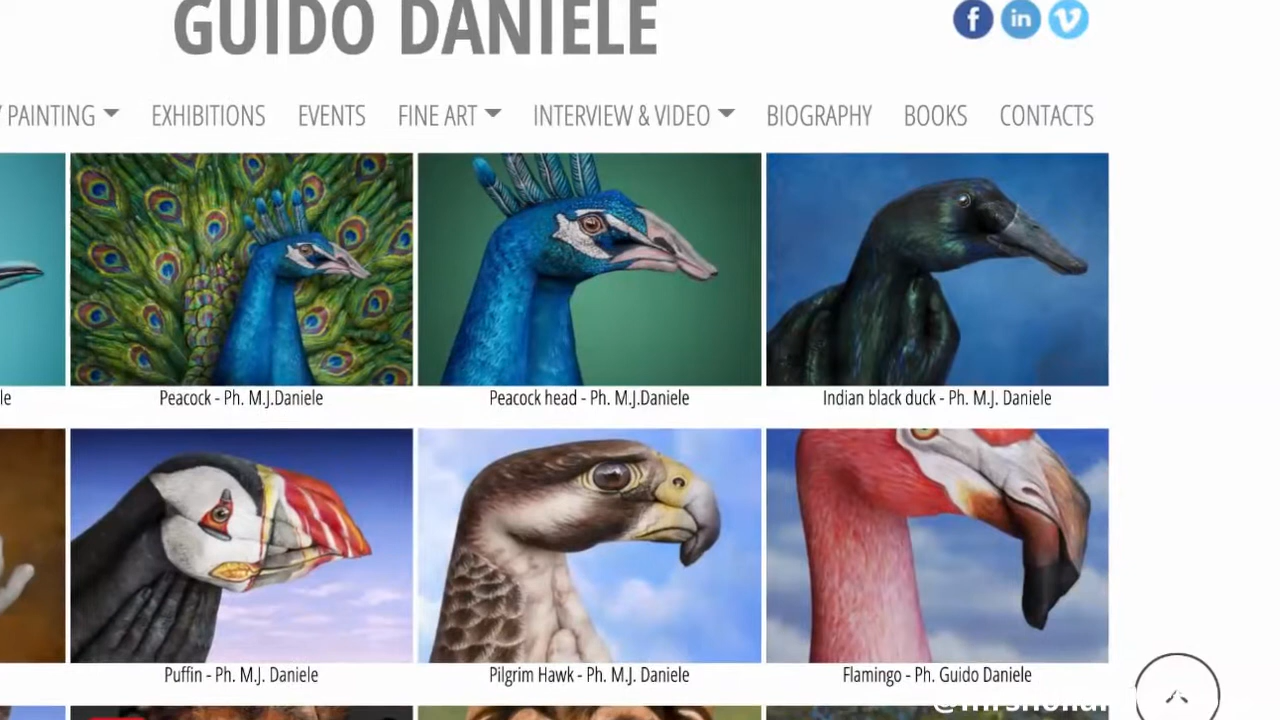 GUIDO DANIELE
PAINTING EXHIBITIONS EVENTS FINE ART INTERVIEW & VIDEO BIOGRAPHY BOOKS CONTACTS
Peacock - Ph. M.J.Daniele
Peacock head - Ph. M.J.Daniele
Indian black duck - Ph. M.J. Daniele
Puffin - Ph. M.J. Daniele
Pilgrim Hawk - Ph. M.J. Daniele
Flamingo - Ph. Guido Daniele